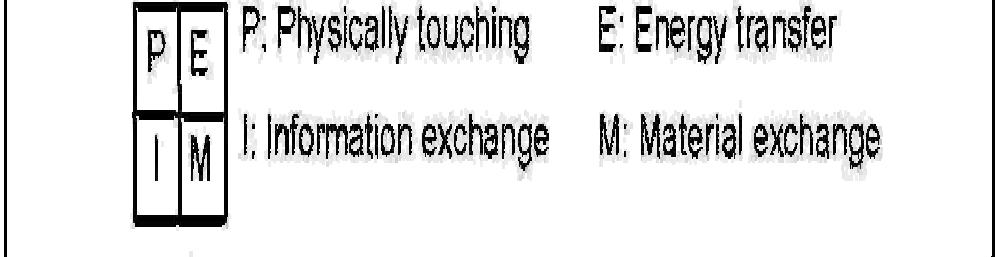 P E P: Physically touching E: Energy transfer
I M I: Information exchange M: Material exchange